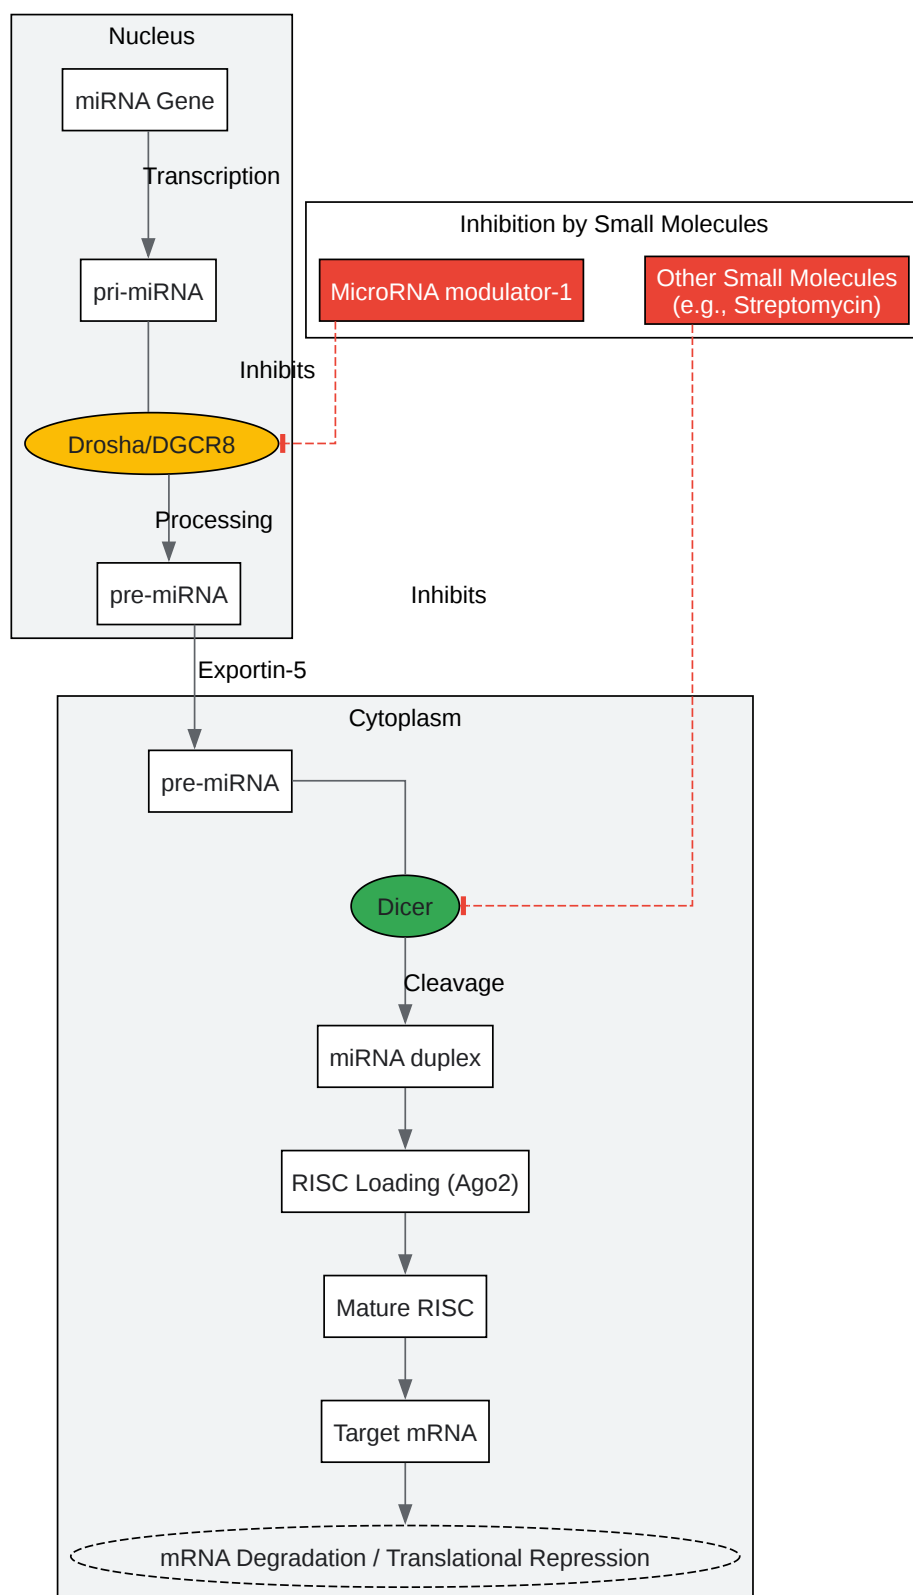 Nucleus
miRNA Gene
Transcription
Inhibition by Small Molecules
pri-miRNA
MicroRNA modulator-1
Other Small Molecules
(e.g., Streptomycin)
Inhibits
Drosha/DGCR8
Processing
pre-miRNA
Inhibits
Exportin-5
Cytoplasm
pre-miRNA
Dicer
Cleavage
miRNA duplex
RISC Loading (Ago2)
Mature RISC
Target mRNA
mRNA Degradation / Translational Repression